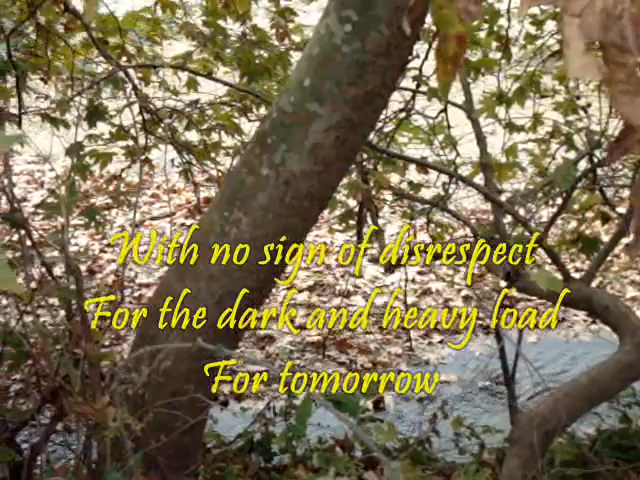 With no sign of disrespect
For the dark and heavy load
For tomorrow